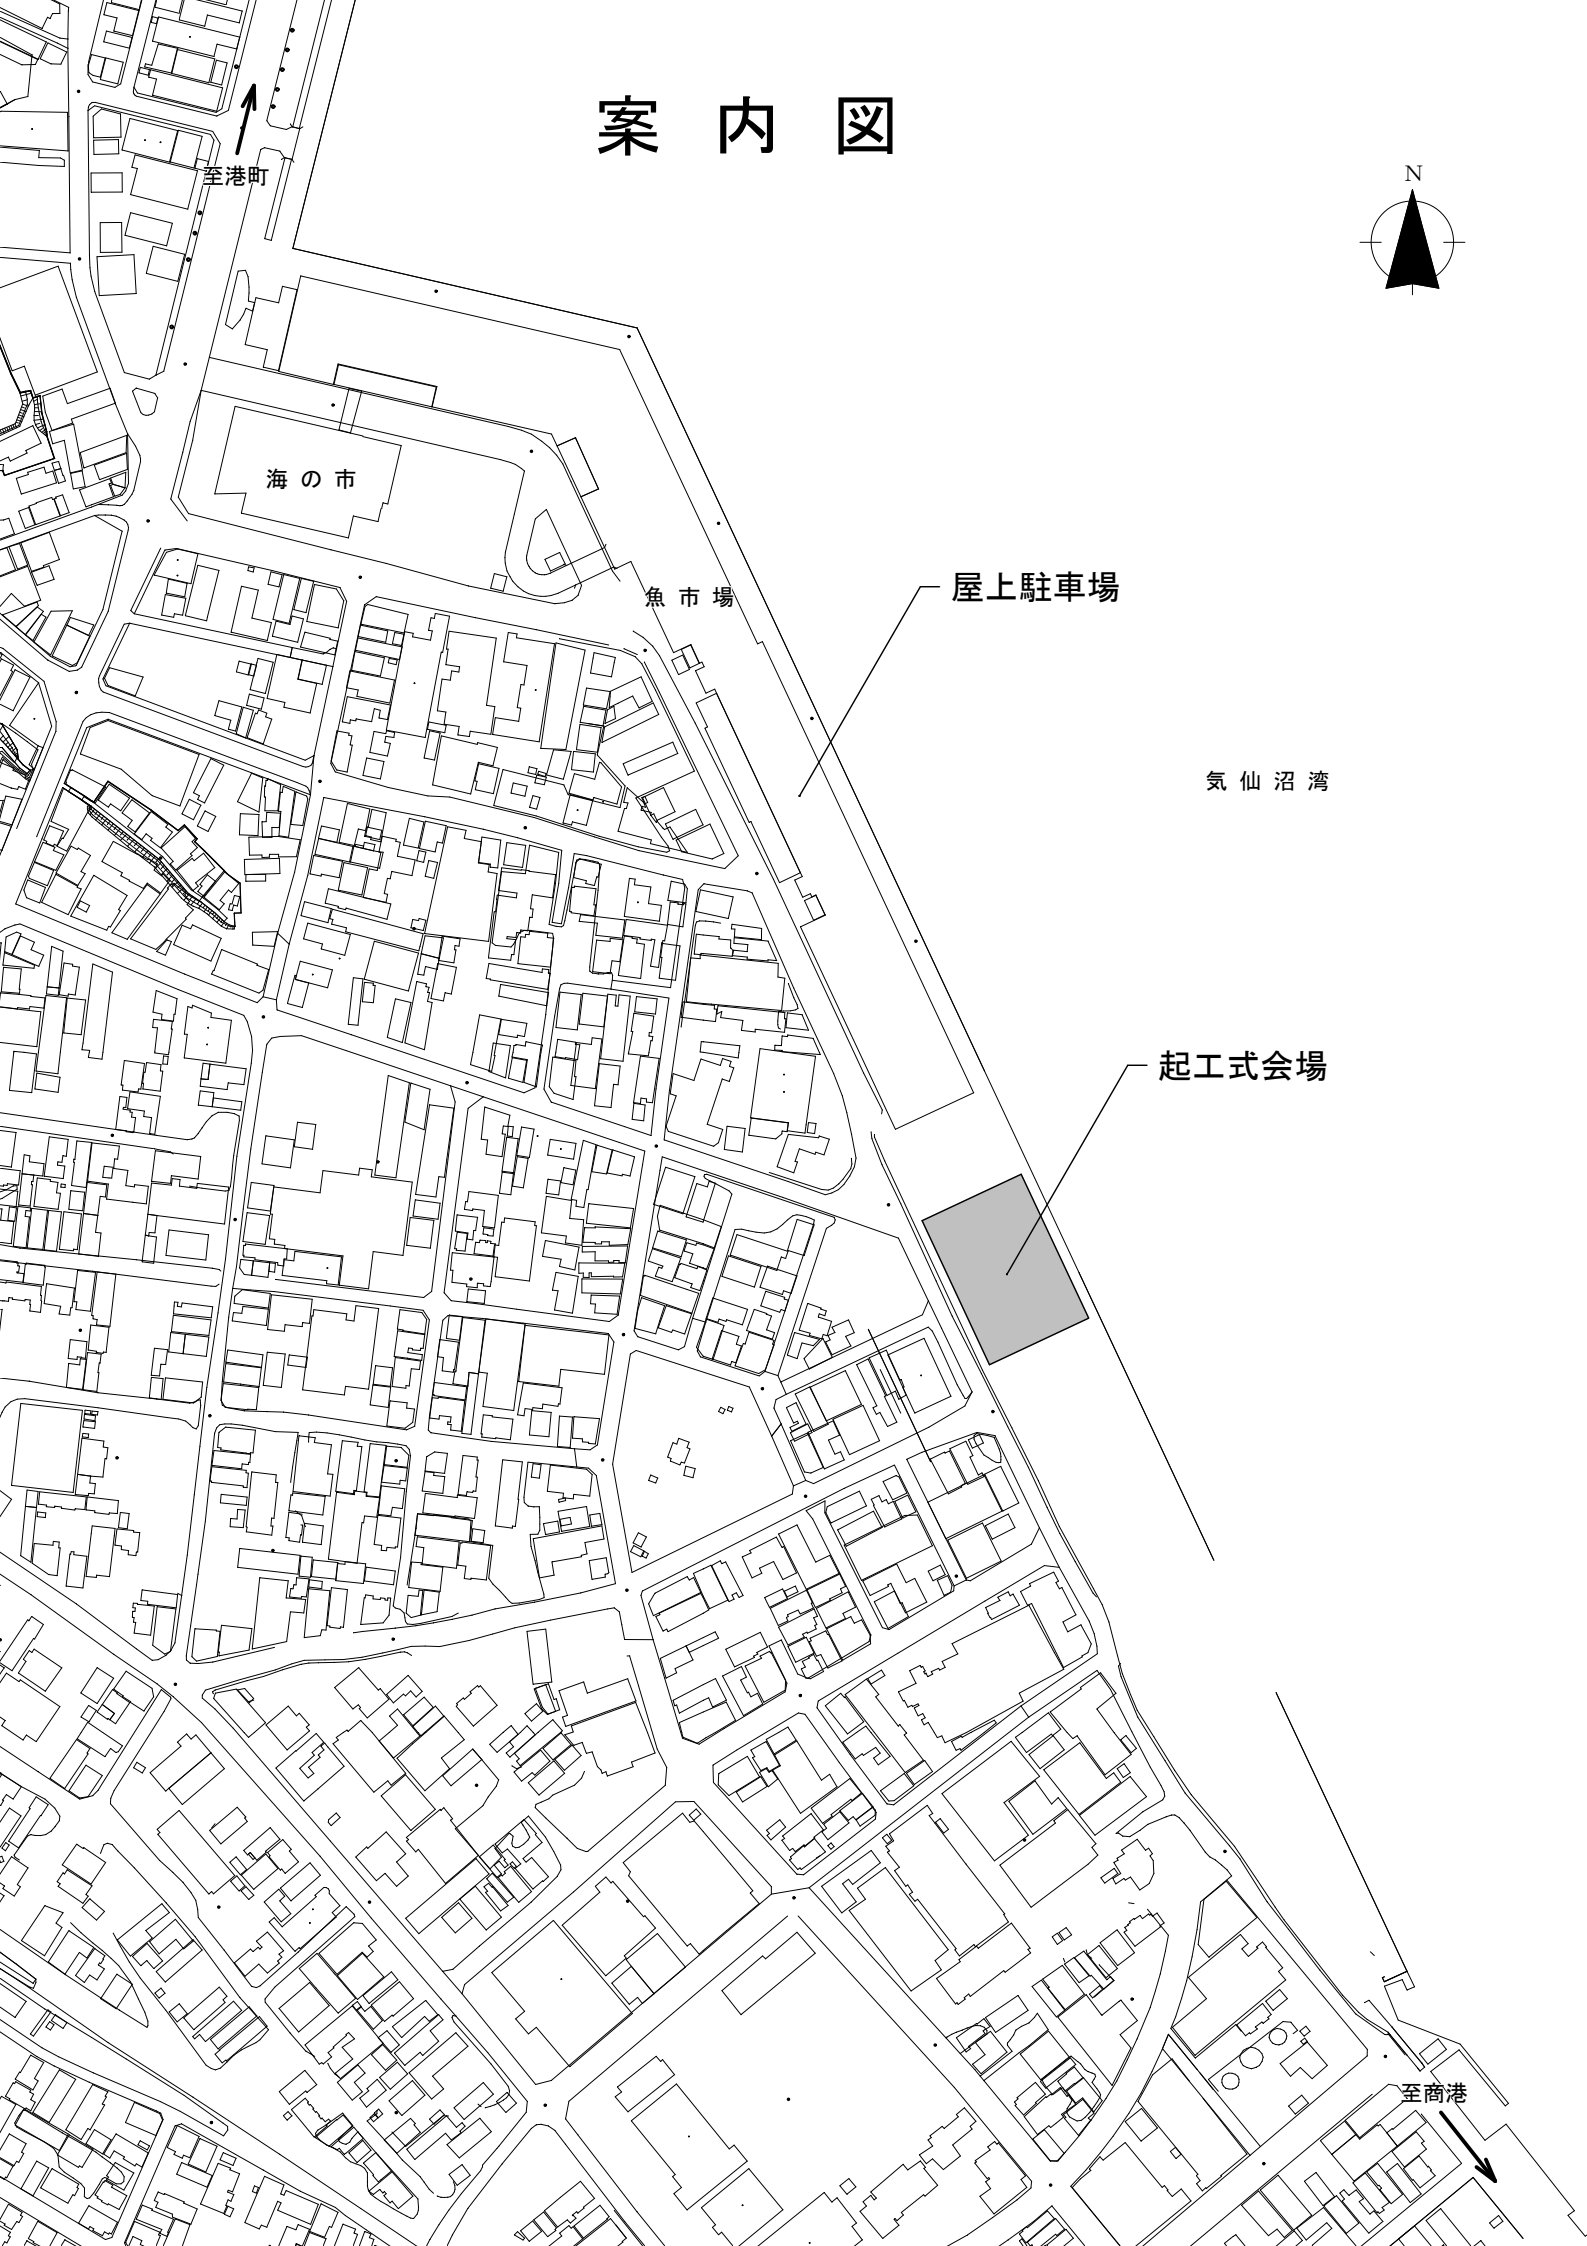 案内図
N
至港町
海の市
屋上駐車場
魚市場
気仙沼湾
起工式会場
至商港